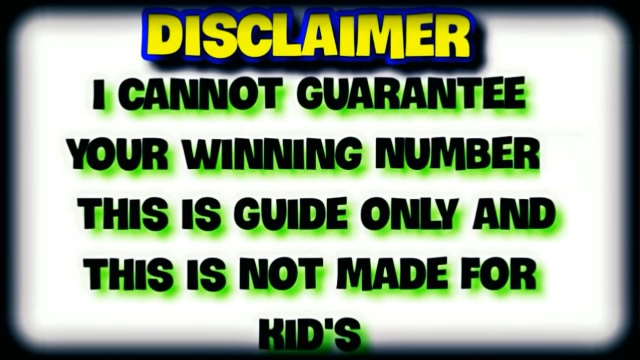 DISCLAIMER
I CANNOT GUARANTEE
YOUR WINNING NUMBER
THIS IS GUIDE ONLY AND
THIS IS NOT MADE FOR
KID'S